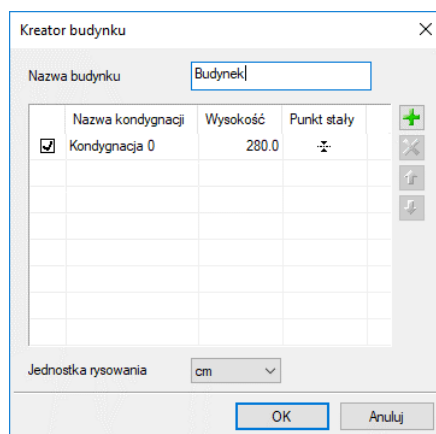 Kreator budynku
Nazwa budynku Budynek
Nazwa kondygnacji Wysokość Punkt stały
Kondygnacja 0 280.0
Jednostka rysowania cm
OK Anuluj